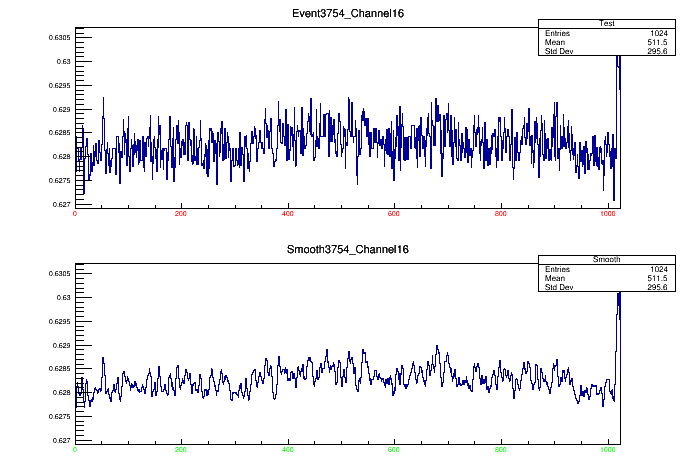 Event3754_Channel16
Test
Entries 1024
Mean 511.5
Std Dev 295.6
0.6305
0.63
0.6295
0.629
0.6285
0.628
0.6275
0.627
0 200 400 600 800 1000
Smooth3754_Channel16
Smooth
Entries 1024
Mean 511.5
Std Dev 295.6
0.6305
0.63
0.6295
0.629
0.6285
0.628
0.6275
0.627
0 200 400 600 800 1000